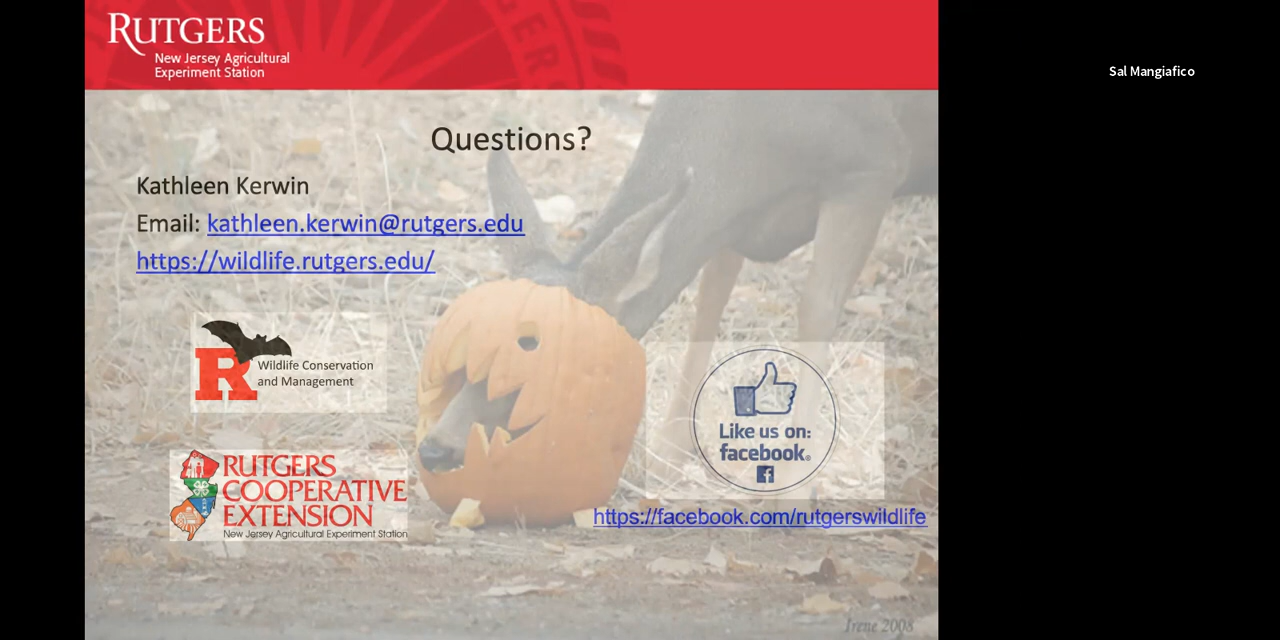 RUTGERS
New Jersey Agricultural
Experiment Station
Sal Mangiafico
Questions?
Kathleen Kerwin
Email: kathleen.kerwin@rutgers.edu
https://wildlife.rutgers.edu/
R
Wildlife Conservation
and Management
Like us on:
facebook®
f
RUTGERS
COOPERATIVE
EXTENSION
New Jersey Agricultural Experiment Station
https://facebook.com/rutgerswildlife
Irene 2008